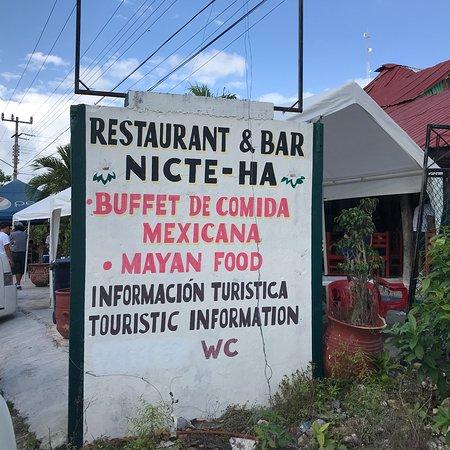 RESTAURANT & BAR
NICTE-HA
• BUFFET DE COMIDA
MEXICANA
• MAYAN FOOD
INFORMACIÓN TURISTICA
TOURISTIC INFORMATION
WC